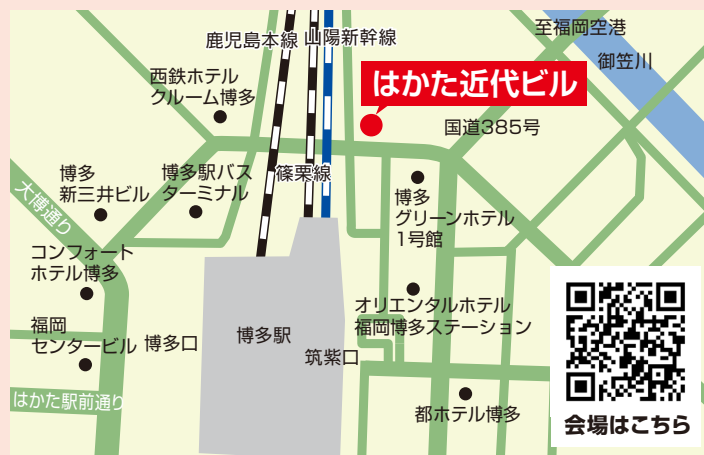 鹿児島本線
山陽新幹線
至福岡空港
御笠川
西鉄ホテル
クルーム博多
はかた近代ビル
国道385号
篠栗線
博多
新三井ビル
博多駅バス
ターミナル
大博通り
博多
グリーンホテル
1号館
コンフォート
ホテル博多
オリエンタルホテル
福岡博多ステーション
福岡
センタービル
博多口
博多駅
筑紫口
はかた駅前通り
都ホテル博多
会場はこちら